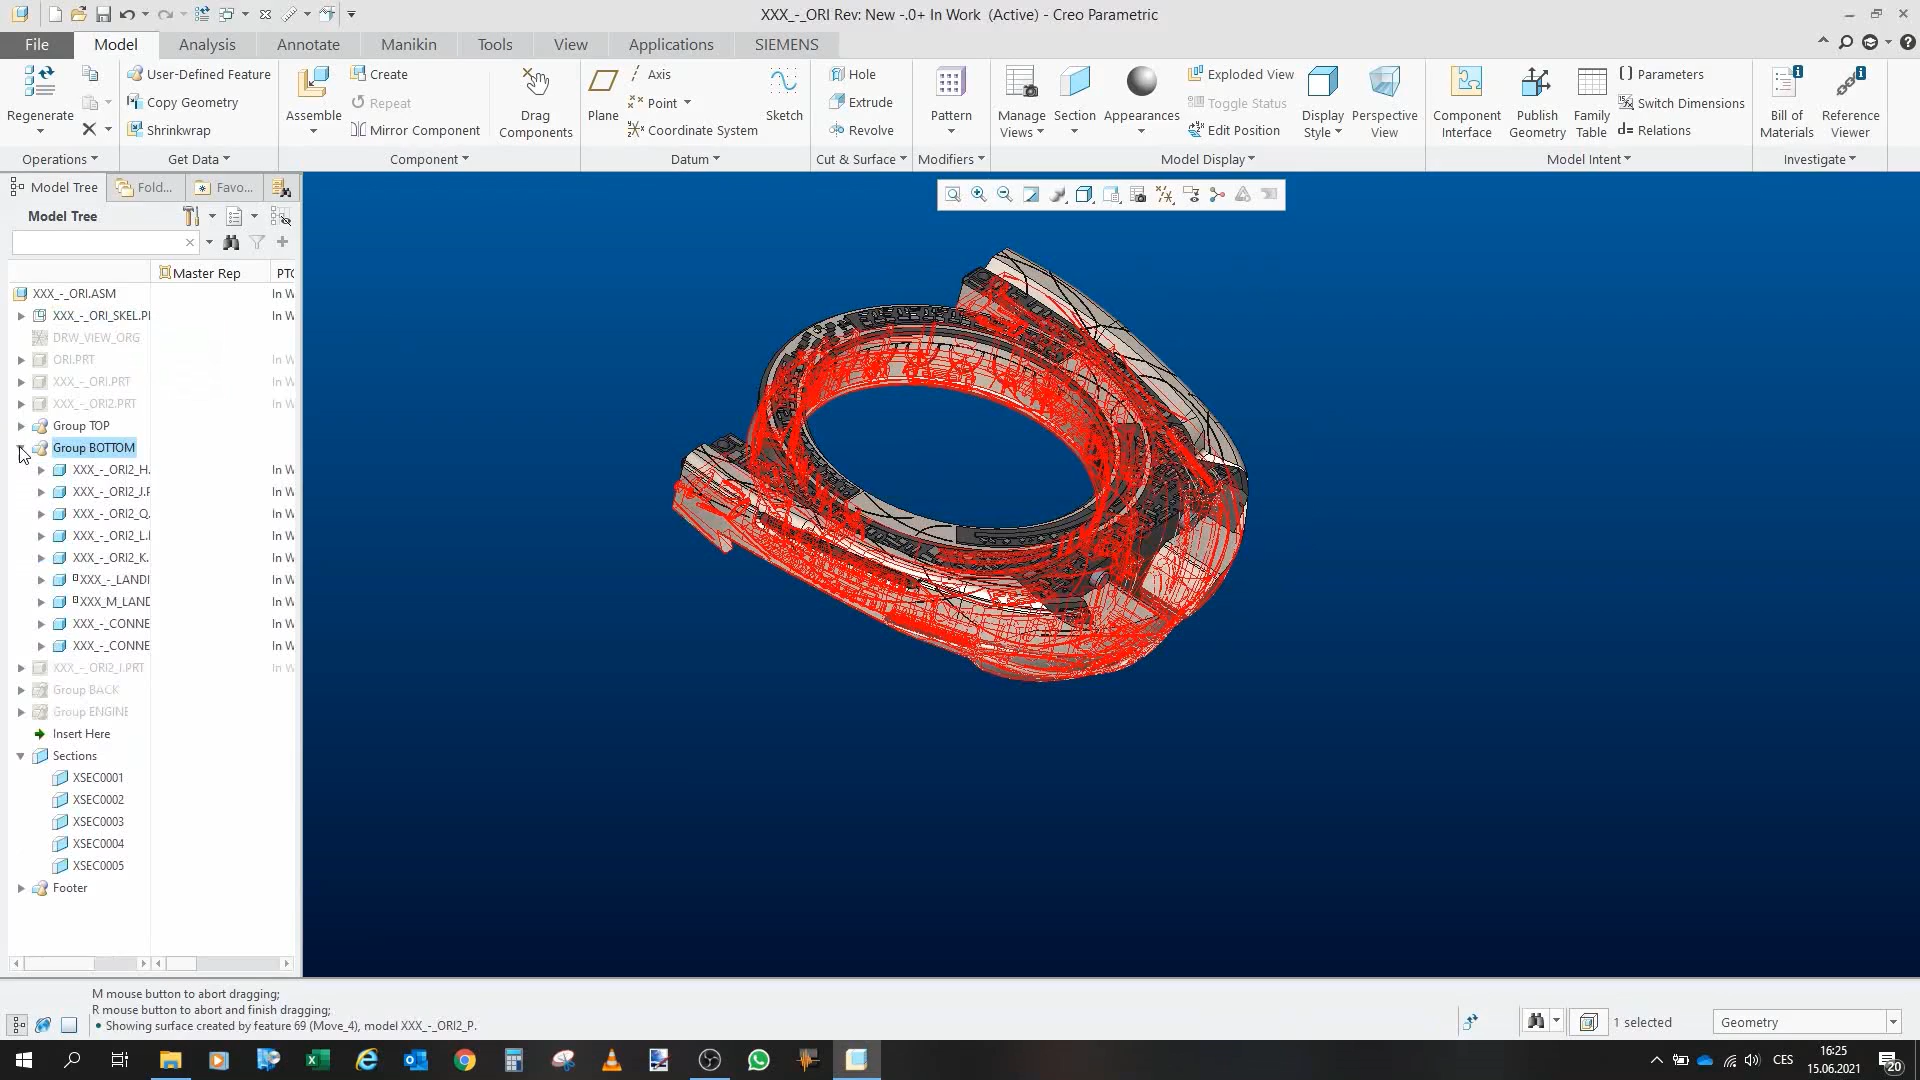 XXX_-_ORI Rev: New -.0+ In Work  (Active) - Creo Parametric
File Model Analysis Annotate Manikin Tools View Applications SIEMENS
Regenerate
User-Defined Feature
Copy Geometry
Shrinkwrap
Assemble
Create
Repeat
Mirror Component
Drag
Components
Plane
Axis
Point
Coordinate System
Sketch
Hole
Extrude
Revolve
Pattern
Manage
Views
Section
Appearances
Exploded View
Toggle Status
Edit Position
Display
Style
Perspective
View
Component
Interface
Publish
Geometry
Family
Table
Parameters
Switch Dimensions
Relations
Bill of
Materials
Reference
Viewer
Operations Get Data Component Datum Cut & Surface Modifiers Model Display Model Intent Investigate
Model Tree Fold... Favo...
Model Tree
Master Rep PTC
XXX_-_ORI.ASM In W
XXX_-_ORI_SKEL.PI In W
DRW_VIEW_ORG
ORI.PRT In W
XXX_-_ORI.PRT In W
XXX_-_ORI2.PRT In W
Group TOP
Group BOTTOM
XXX_-_ORI2_H. In W
XXX_-_ORI2_J.F In W
XXX_-_ORI2_Q. In W
XXX_-_ORI2_L.I In W
XXX_-_ORI2_K. In W
XXX_-_LANDI In W
XXX_M_LAND In W
XXX_-_CONNE In W
XXX_-_CONNE In W
XXX_-_ORI2_I.PRT In W
Group BACK
Group ENGINE
Insert Here
Sections
XSEC0001
XSEC0002
XSEC0003
XSEC0004
XSEC0005
Footer
M mouse button to abort dragging;
R mouse button to abort and finish dragging;
• Showing surface created by feature 69 (Move_4), model XXX_-_ORI2_P.
1 selected
Geometry
CES
16:25
15.06.2021
20